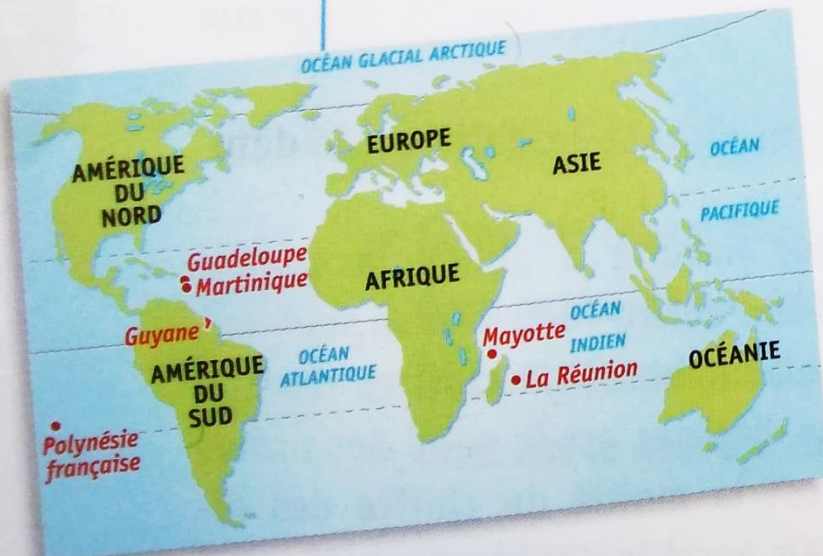 OCÉAN GLACIAL ARCTIQUE
AMÉRIQUE
DU
NORD
EUROPE
ASIE
OCÉAN
PACIFIQUE
Guadeloupe
Martinique
AFRIQUE
Guyane
AMÉRIQUE
DU
SUD
OCÉAN
ATLANTIQUE
Mayotte
OCÉAN
INDIEN
La Réunion
OCÉANIE
Polynésie
française